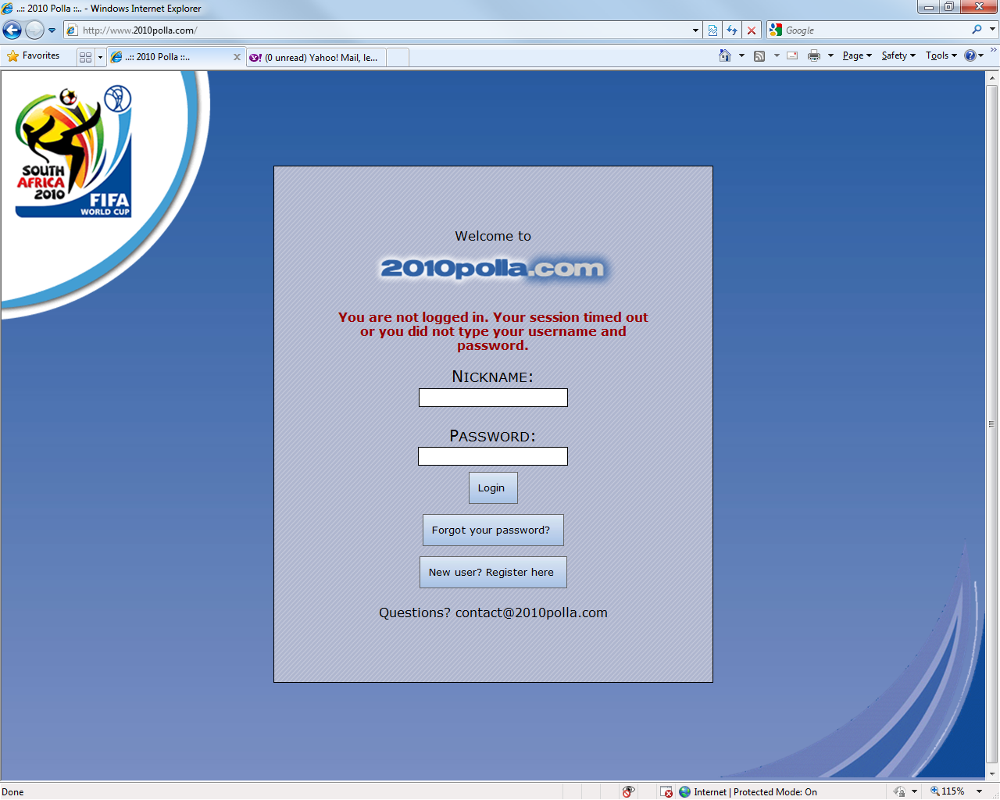 ..:: 2010 Polla ::.. - Windows Internet Explorer
http://www.2010polla.com/
Google
Favorites
..:: 2010 Polla ::..
Y! (0 unread) Yahoo! Mail, le...
Page
Safety
Tools
SOUTH
AFRICA
2010
FIFA
WORLD CUP
Welcome to
2010polla.com
You are not logged in. Your session timed out
or you did not type your username and
password.
NICKNAME:
PASSWORD:
Login
Forgot your password?
New user? Register here
Questions? contact@2010polla.com
Done
Internet | Protected Mode: On
115%